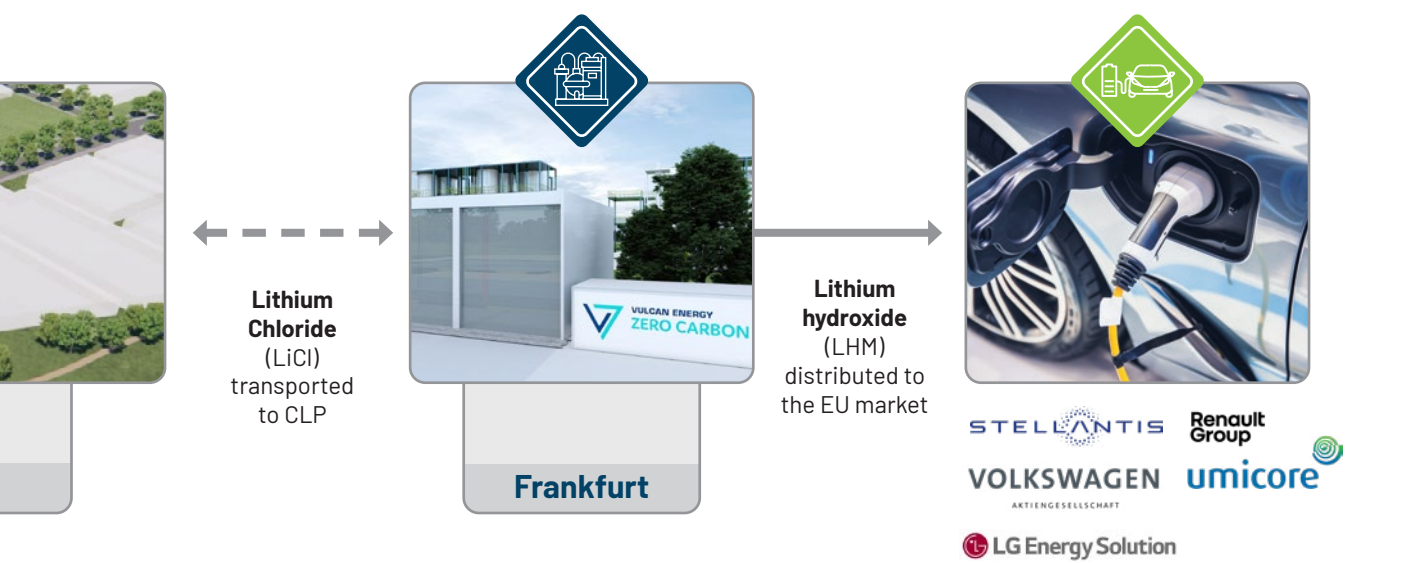 Lithium
Chloride
(LiCl)
transported
to CLP
VULCAN ENERGY
ZERO CARBON
Frankfurt
Lithium
hydroxide
(LHM)
distributed to
the EU market
STELLANTIS
Renault
Group
VOLKSWAGEN
AKTIENGESELLSCHAFT
umicore
LG Energy Solution